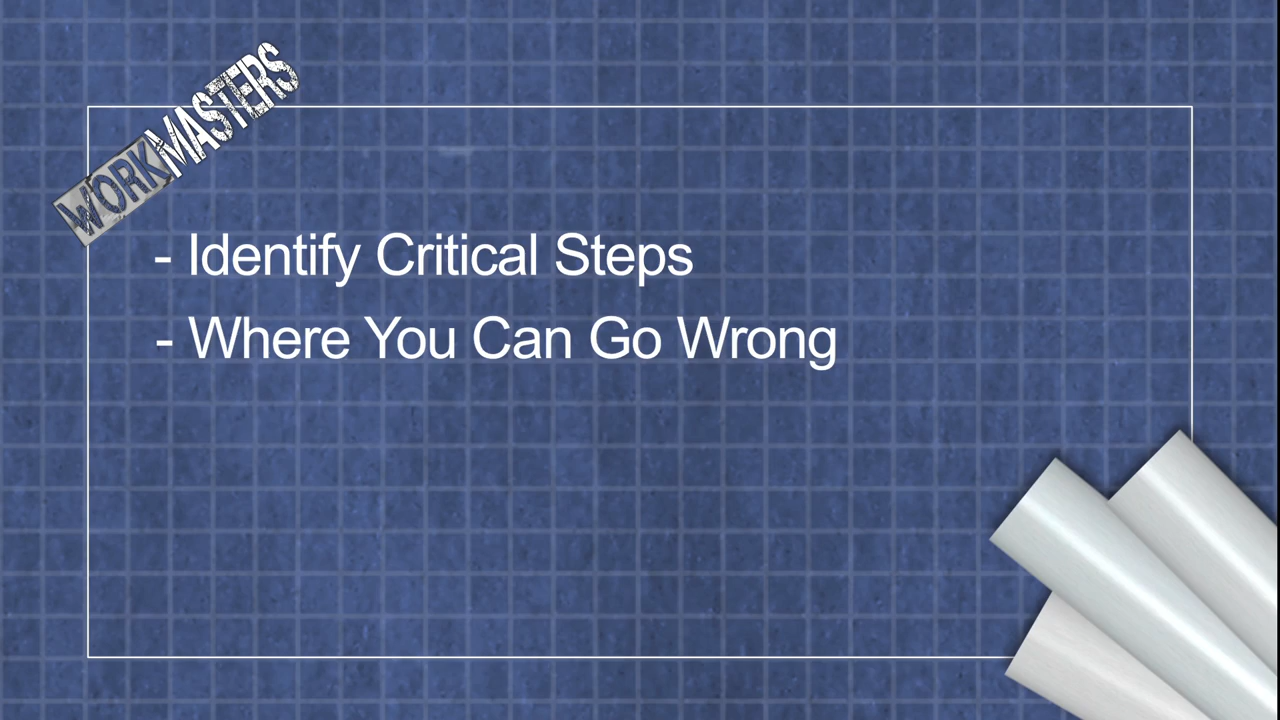 WORKMASTERS
- Identify Critical Steps
- Where You Can Go Wrong